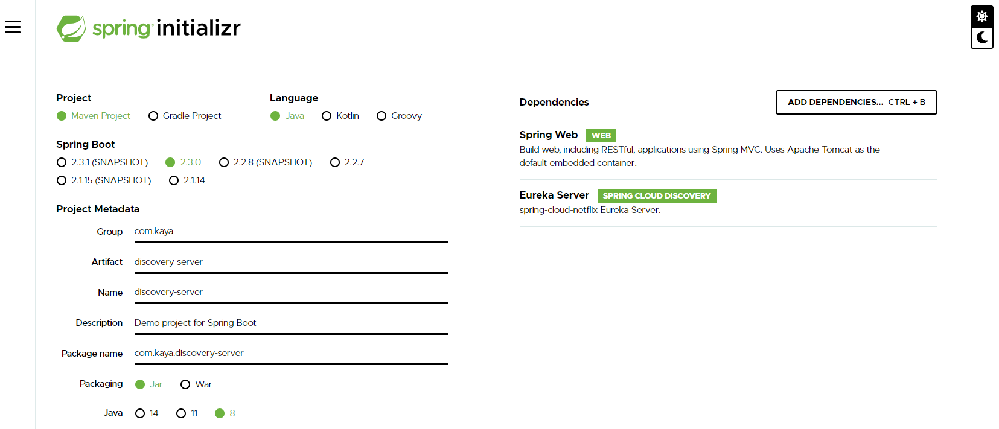 spring initializr
Project
Maven Project Gradle Project
Language
Java Kotlin Groovy
Spring Boot
2.3.1 (SNAPSHOT) 2.3.0 2.2.8 (SNAPSHOT) 2.2.7
2.1.15 (SNAPSHOT) 2.1.14
Project Metadata
Group com.kaya
Artifact discovery-server
Name discovery-server
Description Demo project for Spring Boot
Package name com.kaya.discovery-server
Packaging Jar War
Java 14 11 8
Dependencies
ADD DEPENDENCIES... CTRL + B
Spring Web WEB
Build web, including RESTful, applications using Spring MVC. Uses Apache Tomcat as the
default embedded container.
Eureka Server SPRING CLOUD DISCOVERY
spring-cloud-netflix Eureka Server.